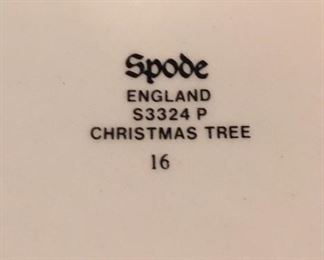 Spode
ENGLAND
S3324 P
CHRISTMAS TREE
16